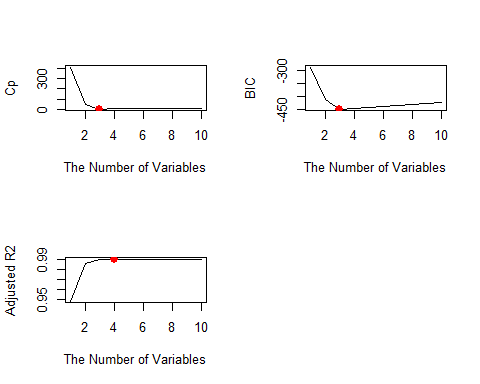 Cp
0 300
2 4 6 8 10
The Number of Variables
BIC
-450 -300
2 4 6 8 10
The Number of Variables
Adjusted R2
0.95 0.99
2 4 6 8 10
The Number of Variables